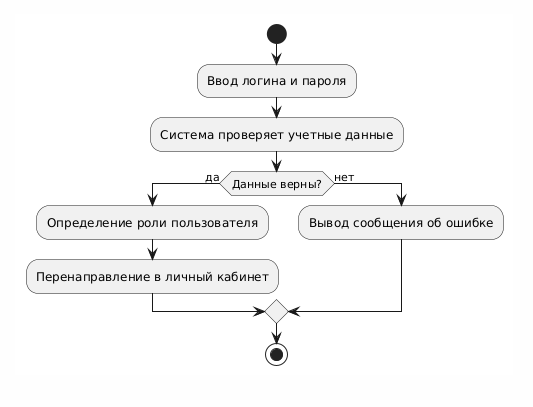 Ввод логина и пароля
Система проверяет учетные данные
да
Данные верны?
нет
Определение роли пользователя
Вывод сообщения об ошибке
Перенаправление в личный кабинет